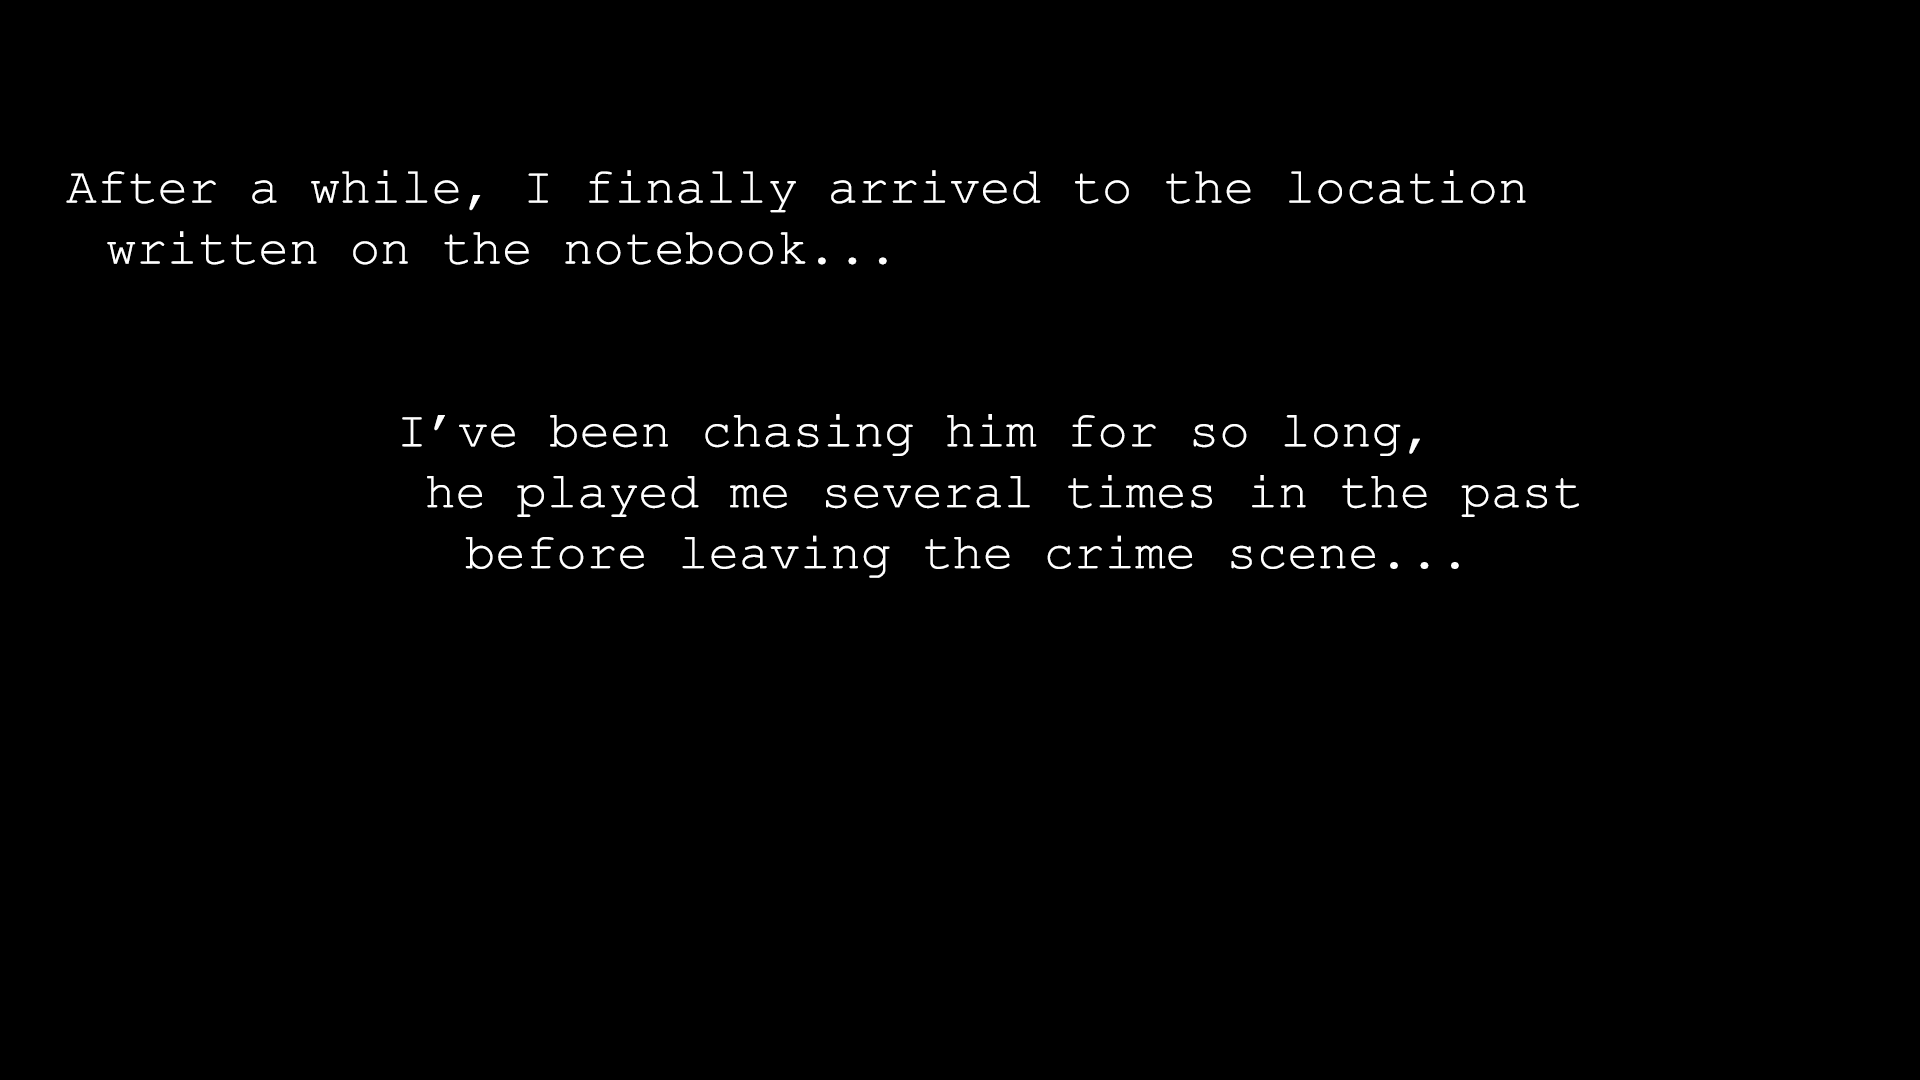 After a while, I finally arrived to the location
written on the notebook...
I've been chasing him for so long,
he played me several times in the past
before leaving the crime scene...